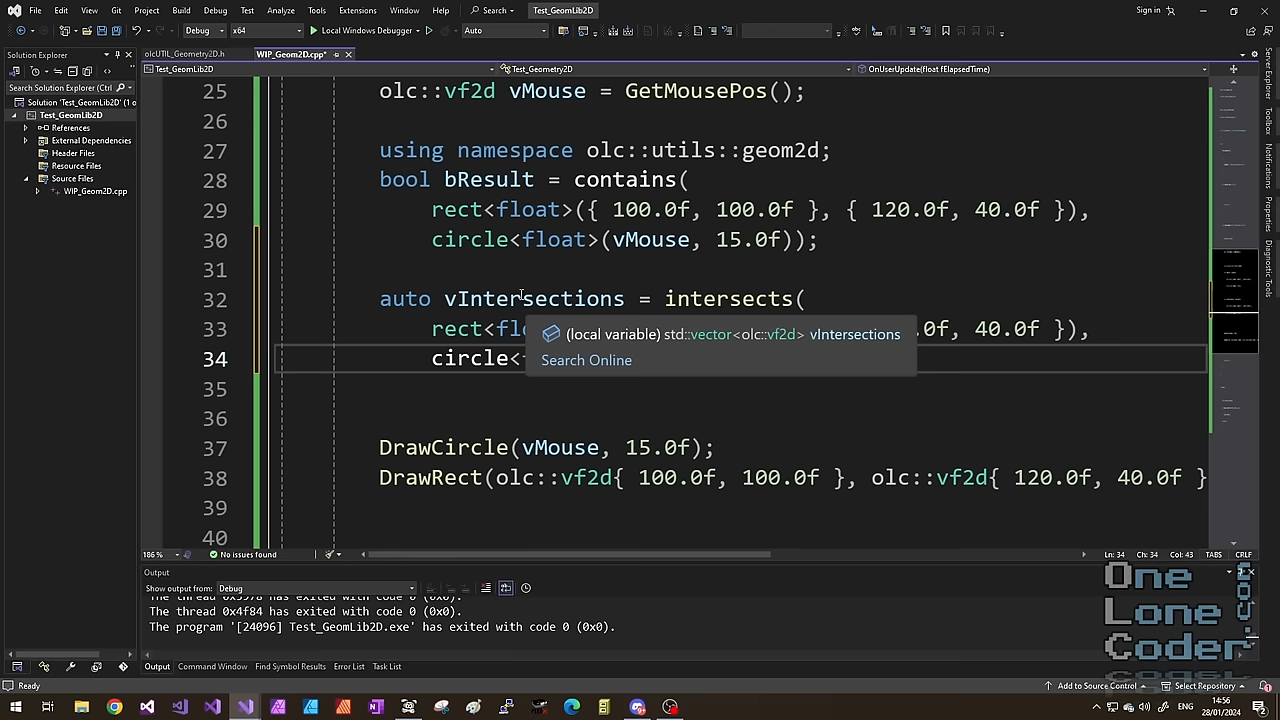 File Edit View Git Project Build Debug Test Analyze Tools Extensions Window Help Search Test_GeomLib2D Sign in
Debug x64 Local Windows Debugger Auto
Solution Explorer
Search Solution Explorer (Ctrl
Solution 'Test_GeomLib2D' (1 o
Test_GeomLib2D
References
External Dependencies
Header Files
Resource Files
Source Files
WIP_Geom2D.cpp
olcUTIL_Geometry2D.h WIP_Geom2D.cpp*
Test_GeomLib2D Test_Geometry2D OnUserUpdate(float fElapsedTime)
25 olc::vf2d vMouse = GetMousePos();
26
27 using namespace olc::utils::geom2d;
28 bool bResult = contains(
29 rect<float>({ 100.0f, 100.0f }, { 120.0f, 40.0f }),
30 circle<float>(vMouse, 15.0f));
31
32 auto vIntersections = intersects(
33 rect<flo .0f, 40.0f }),
34 circle<
(local variable) std::vector<olc::vf2d> vIntersections
Search Online
35
36
37 DrawCircle(vMouse, 15.0f);
38 DrawRect(olc::vf2d{ 100.0f, 100.0f }, olc::vf2d{ 120.0f, 40.0f }
39
40
186 % No issues found Ln: 34 Ch: 34 Col: 43 TABS CRLF
Output
Show output from: Debug
The thread 0x4f84 has exited with code 0 (0x0).
The program '[24096] Test_GeomLib2D.exe' has exited with code 0 (0x0).
Output Command Window Find Symbol Results Error List Task List
Ready Add to Source Control Select Repository
Server Explorer
Toolbox
Notifications
Properties
Diagnostic Tools
One
Lone
Coder
.com
ENG 14:56
28/01/2024